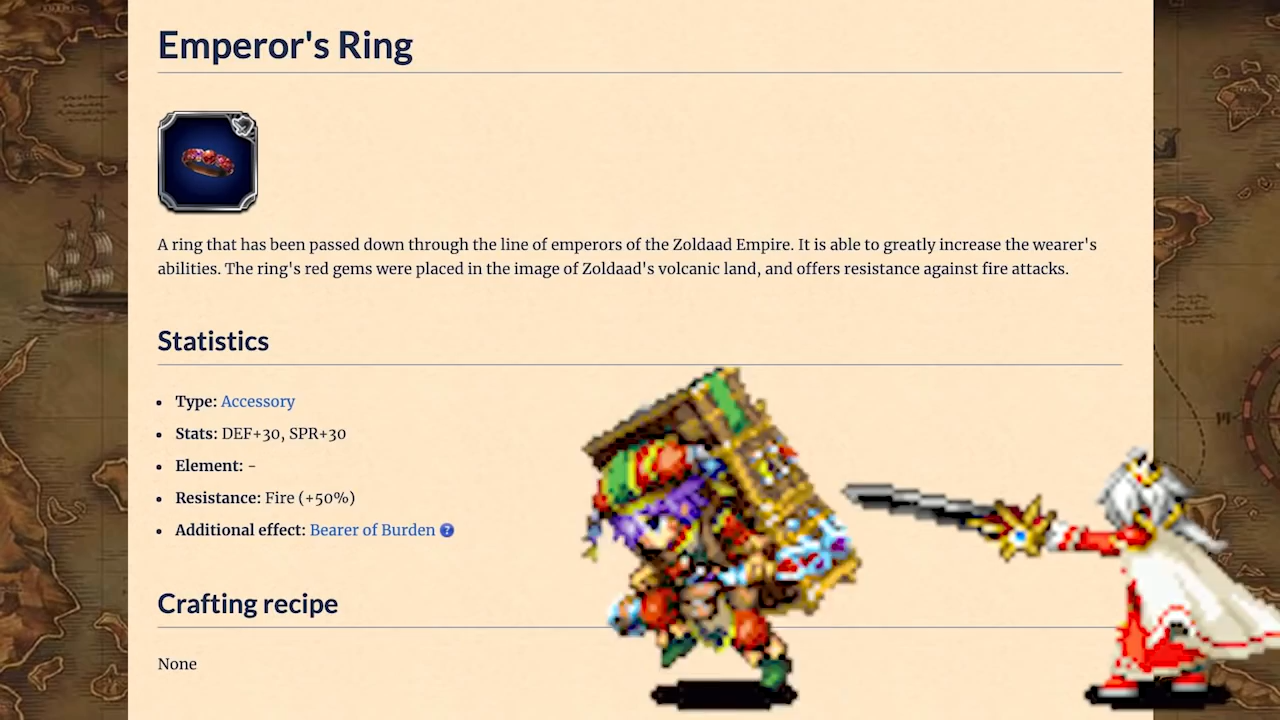 Emperor's Ring
A ring that has been passed down through the line of emperors of the Zoldaad Empire. It is able to greatly increase the wearer's
abilities. The ring's red gems were placed in the image of Zoldaad's volcanic land, and offers resistance against fire attacks.
Statistics
Type: Accessory
Stats: DEF+30, SPR+30
Element: -
Resistance: Fire (+50%)
Additional effect: Bearer of Burden ?
Crafting recipe
None